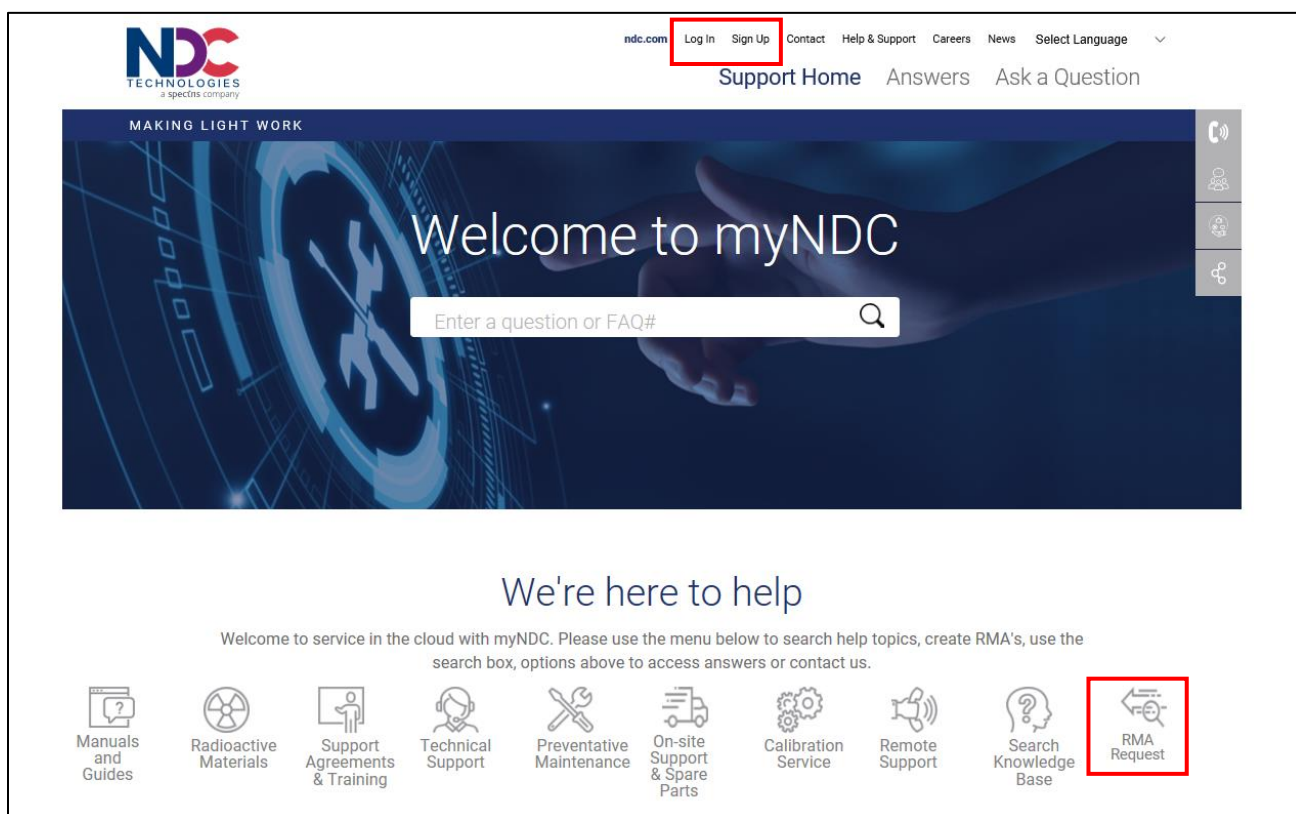 NDC
TECHNOLOGIES
a spectris company
ndc.com Log In Sign Up Contact Help & Support Careers News Select Language
Support Home Answers Ask a Question
MAKING LIGHT WORK
Welcome to myNDC
Enter a question or FAQ#
We're here to help
Welcome to service in the cloud with myNDC. Please use the menu below to search help topics, create RMA's, use the
search box, options above to access answers or contact us.
Manuals
and
Guides
Radioactive
Materials
Support
Agreements
& Training
Technical
Support
Preventative
Maintenance
On-site
Support
& Spare
Parts
Calibration
Service
Remote
Support
Search
Knowledge
Base
RMA
Request